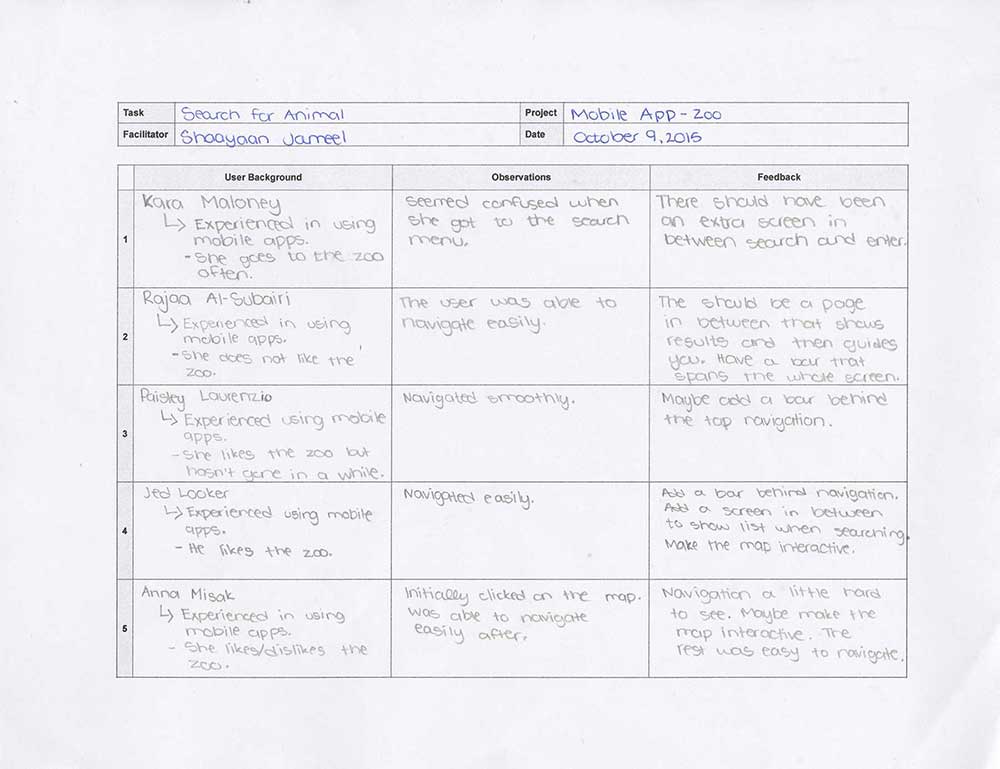 Task Search for Animal Project Mobile App - Zoo
Facilitator Shaayaan Jameel Date October 9, 2015
User Background Observations Feedback
1
Kara Maloney
↳ Experienced in using
mobile apps.
- She goes to the zoo
often.
Seemed confused when
she got to the search
menu.
There should have been
an extra screen in
between search and enter.
2
Rajaa Al-Subairi
↳ Experienced in using
mobile apps.
- She does not like the
zoo.
The user was able to
navigate easily.
The should be a page
in between that shows
results and then guides
you. Have a bar that
spans the whole screen.
3
Paisley Laurenzio
↳ Experienced using mobile
apps.
- She likes the zoo but
hasn't gone in a while.
Navigated smoothly.
Maybe add a bar behind
the top navigation.
4
Jed Looker
↳ Experienced using mobile
apps.
- He likes the zoo.
Navigated easily.
Add a bar behind navigation.
Add a screen in between
to show list when searching.
Make the map interactive.
5
Anna Misak
↳ Experienced in using
mobile apps.
- She likes/dislikes the
zoo.
Initially clicked on the map.
Was able to navigate
easily after.
Navigation a little hard
to see. Maybe make the
map interactive. The
rest was easy to navigate.